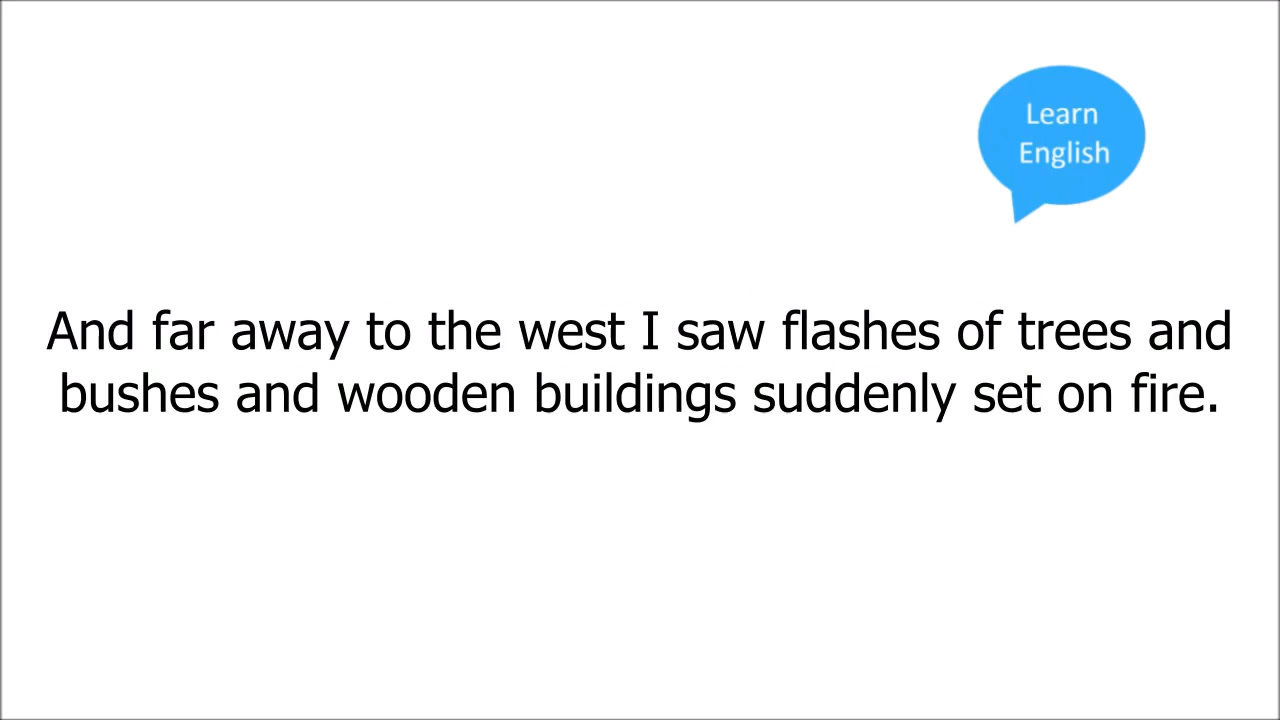 Learn
English
And far away to the west I saw flashes of trees and
bushes and wooden buildings suddenly set on fire.